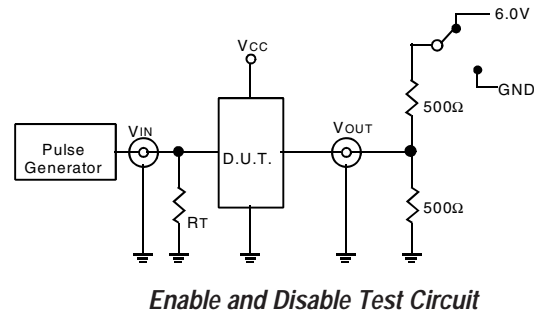 6.0V
VCC
GND
500Ω
VIN
VOUT
Pulse
Generator
D.U.T.
RT
500Ω
Enable and Disable Test Circuit